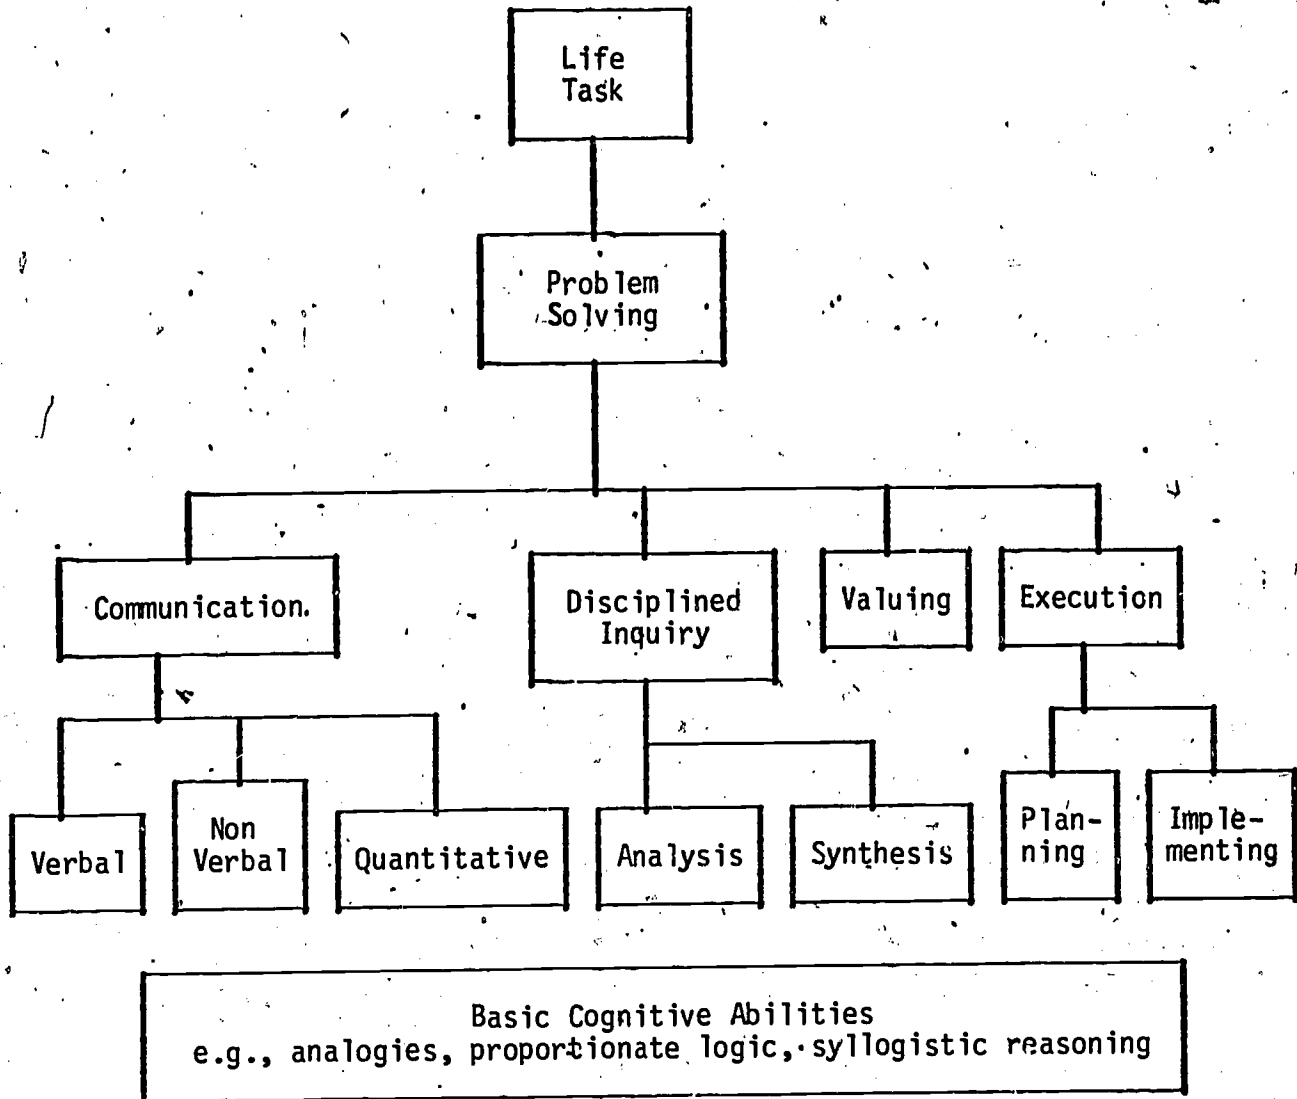 Life
Task
Problem
Solving
Communication.
Disciplined
Inquiry
Valuing
Execution
Verbal
Non
Verbal
Quantitative
Analysis
Synthesis
Plan-
ning
Imple-
menting
Basic Cognitive Abilities
e.g., analogies, proportionate logic, syllogistic reasoning